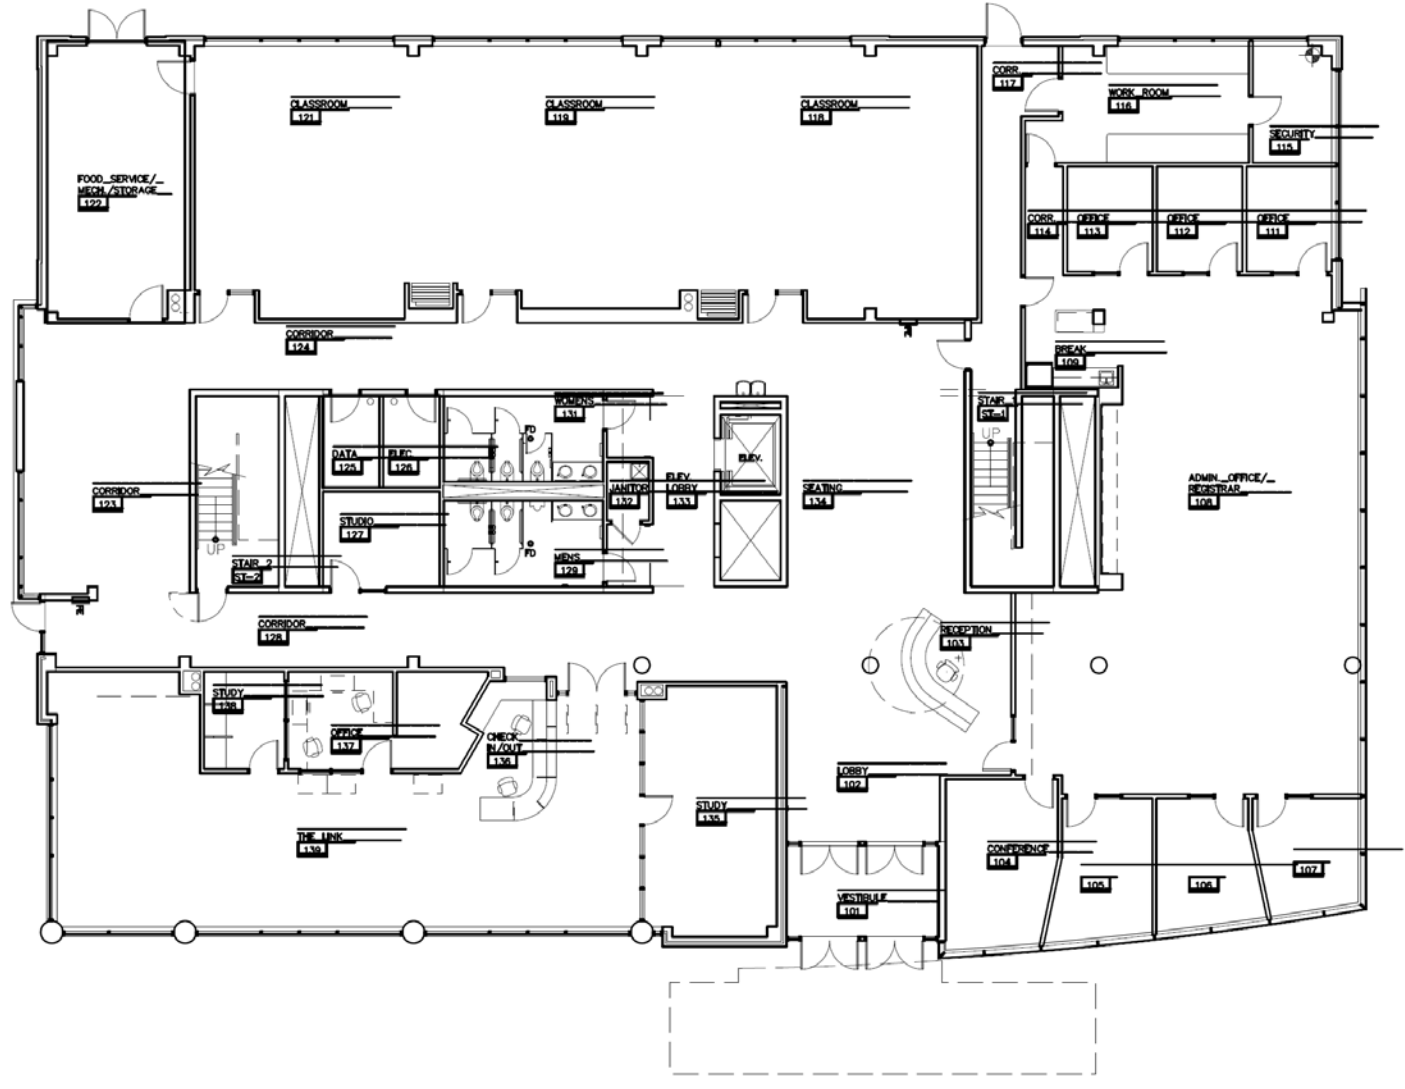 CORR.
117
CLASSROOM
121
CLASSROOM
119
CLASSROOM
118
WORK_ROOM
116
SECURITY
115
FOOD_SERVICE/_
MECH./STORAGE
122
CORR.
114
OFFICE
113
OFFICE
112
OFFICE
111
CORRIDOR
124
FE
BREAK
109
WOMENS
131
STAIR_1
ST-1
UP
FD
DATA
125
ELEC.
126
ELEV.
CORRIDOR
123
JANITOR
132
ELEV.
LOBBY
133
SEATING
134
ADMIN._OFFICE/_
REGISTRAR
108
STUDIO
127
UP
FD
STAIR_2
ST-2
MENS
129
FE
CORRIDOR
128
RECEPTION
103
STUDY
138
OFFICE
137
CHECK
IN/OUT
136
LOBBY
102
STUDY
135
THE_LINK
139
CONFERENCE
104
105
106
107
VESTIBULE
101